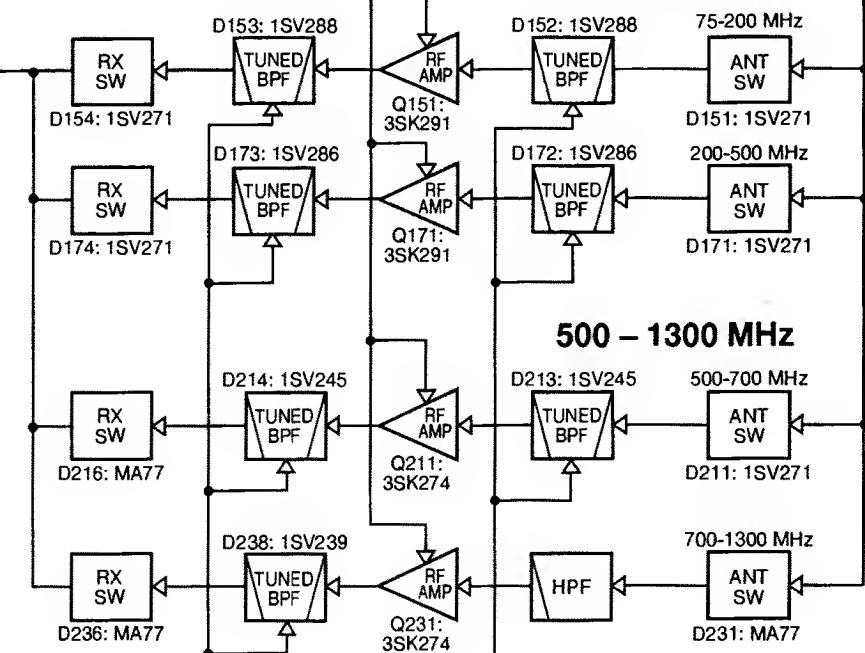 D153: 1SV288
D152: 1SV288
75-200 MHz
RX
SW
TUNED
BPF
RF
AMP
TUNED
BPF
ANT
SW
D154: 1SV271
Q151:
3SK291
D151: 1SV271
D173: 1SV286
D172: 1SV286
200-500 MHz
RX
SW
TUNED
BPF
RF
AMP
TUNED
BPF
ANT
SW
D174: 1SV271
Q171:
3SK291
D171: 1SV271
500 – 1300 MHz
D214: 1SV245
D213: 1SV245
500-700 MHz
RX
SW
TUNED
BPF
RF
AMP
TUNED
BPF
ANT
SW
D216: MA77
Q211:
3SK274
D211: 1SV271
D238: 1SV239
700-1300 MHz
RX
SW
TUNED
BPF
RF
AMP
HPF
ANT
SW
D236: MA77
Q231:
3SK274
D231: MA77